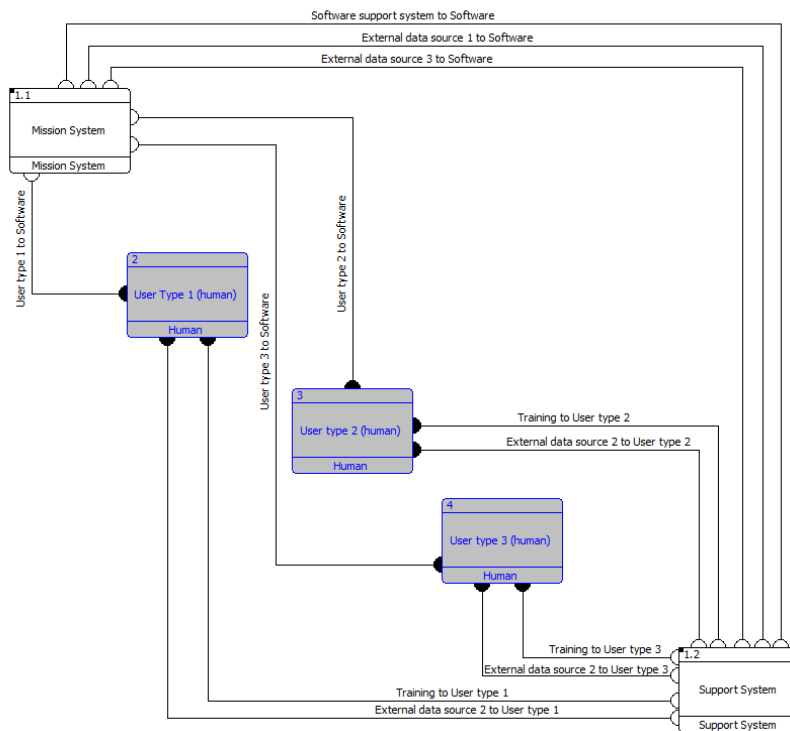 Software support system to Software
External data source 1 to Software
External data source 3 to Software
1.1
Mission System
Mission System
User type 1 to Software
User type 2 to Software
User type 3 to Software
2
User Type 1 (human)
Human
3
User type 2 (human)
Human
Training to User type 2
External data source 2 to User type 2
4
User type 3 (human)
Human
Training to User type 3
External data source 2 to User type 3
Training to User type 1
External data source 2 to User type 1
1.2
Support System
Support System